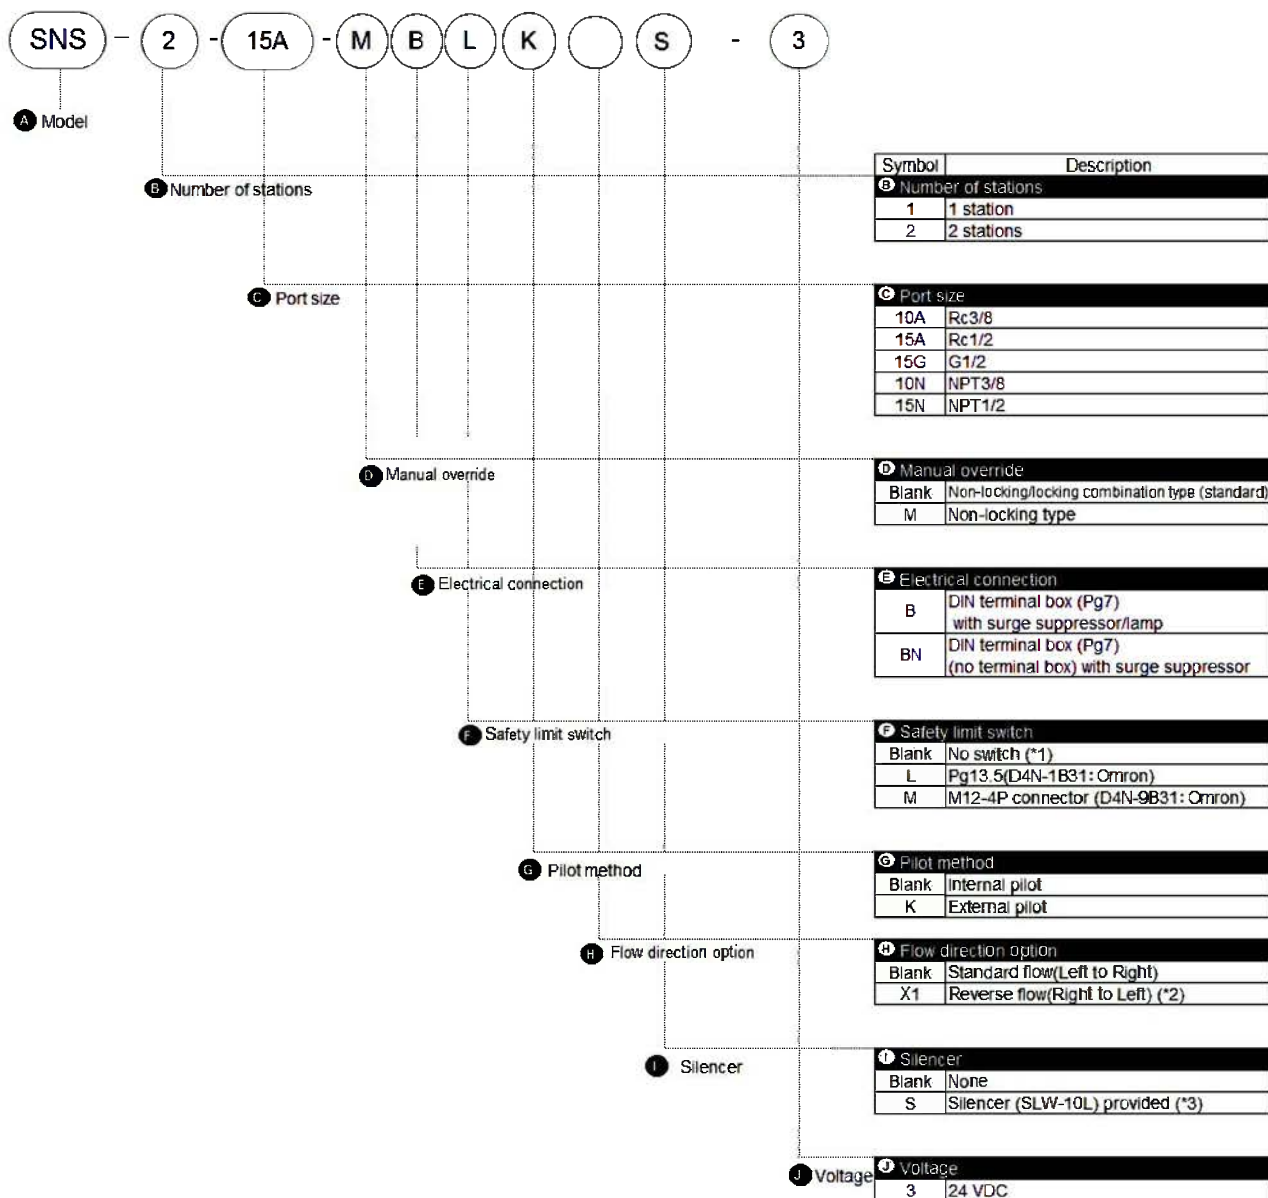 SNS - 2 - 15A - M B L K S - 3
A Model
Symbol Description
B Number of stations
B Number of stations
1 1 station
2 2 stations
C Port size
C Port size
10A Rc3/8
15A Rc1/2
15G G1/2
10N NPT3/8
15N NPT1/2
D Manual override
D Manual override
Blank Non-locking/locking combination type (standard)
M Non-locking type
E Electrical connection
E Electrical connection
B DIN terminal box (Pg7)
with surge suppressor/lamp
BN DIN terminal box (Pg7)
(no terminal box) with surge suppressor
F Safety limit switch
F Safety limit switch
Blank No switch (*1)
L Pg13.5(D4N-1B31: Omron)
M M12-4P connector (D4N-9B31: Omron)
G Pilot method
G Pilot method
Blank Internal pilot
K External pilot
H Flow direction option
H Flow direction option
Blank Standard flow(Left to Right)
X1 Reverse flow(Right to Left) (*2)
I Silencer
I Silencer
Blank None
S Silencer (SLW-10L) provided (*3)
J Voltage
J Voltage
3 24 VDC